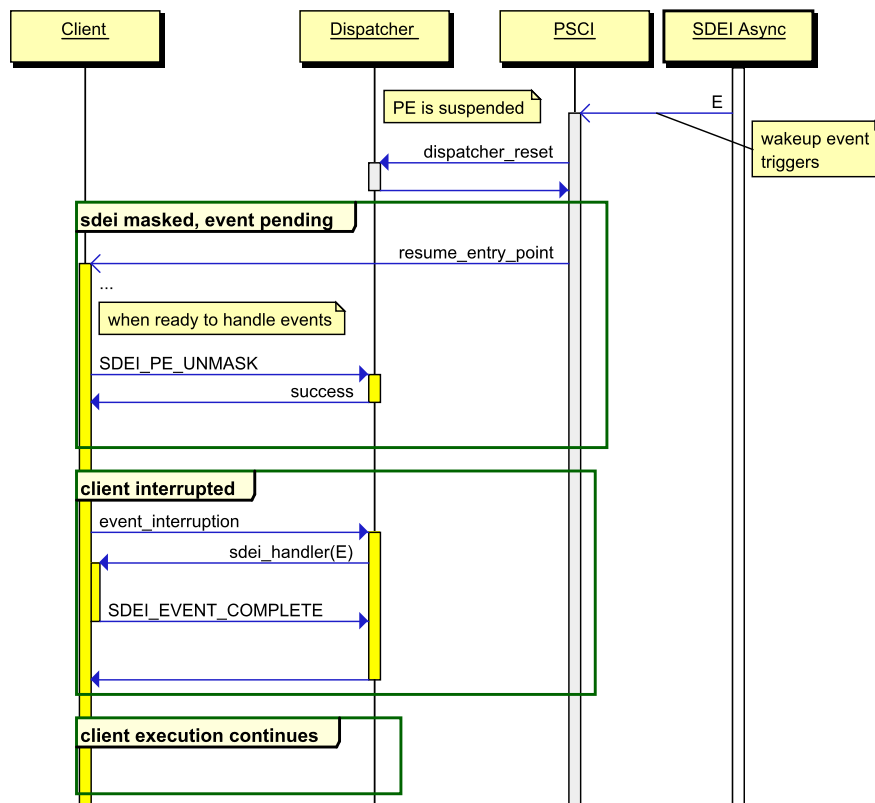 Client
Dispatcher
PSCI
SDEI Async
PE is suspended
E
wakeup event
triggers
dispatcher_reset
sdei masked, event pending
resume_entry_point
...
when ready to handle events
SDEI_PE_UNMASK
success
client interrupted
event_interruption
sdei_handler(E)
SDEI_EVENT_COMPLETE
client execution continues